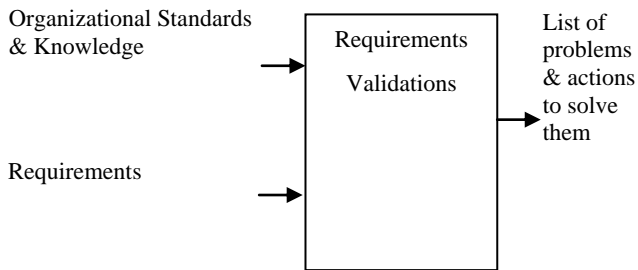 Organizational Standards
& Knowledge
Requirements
Validations
List of
problems
& actions
to solve
them
Requirements